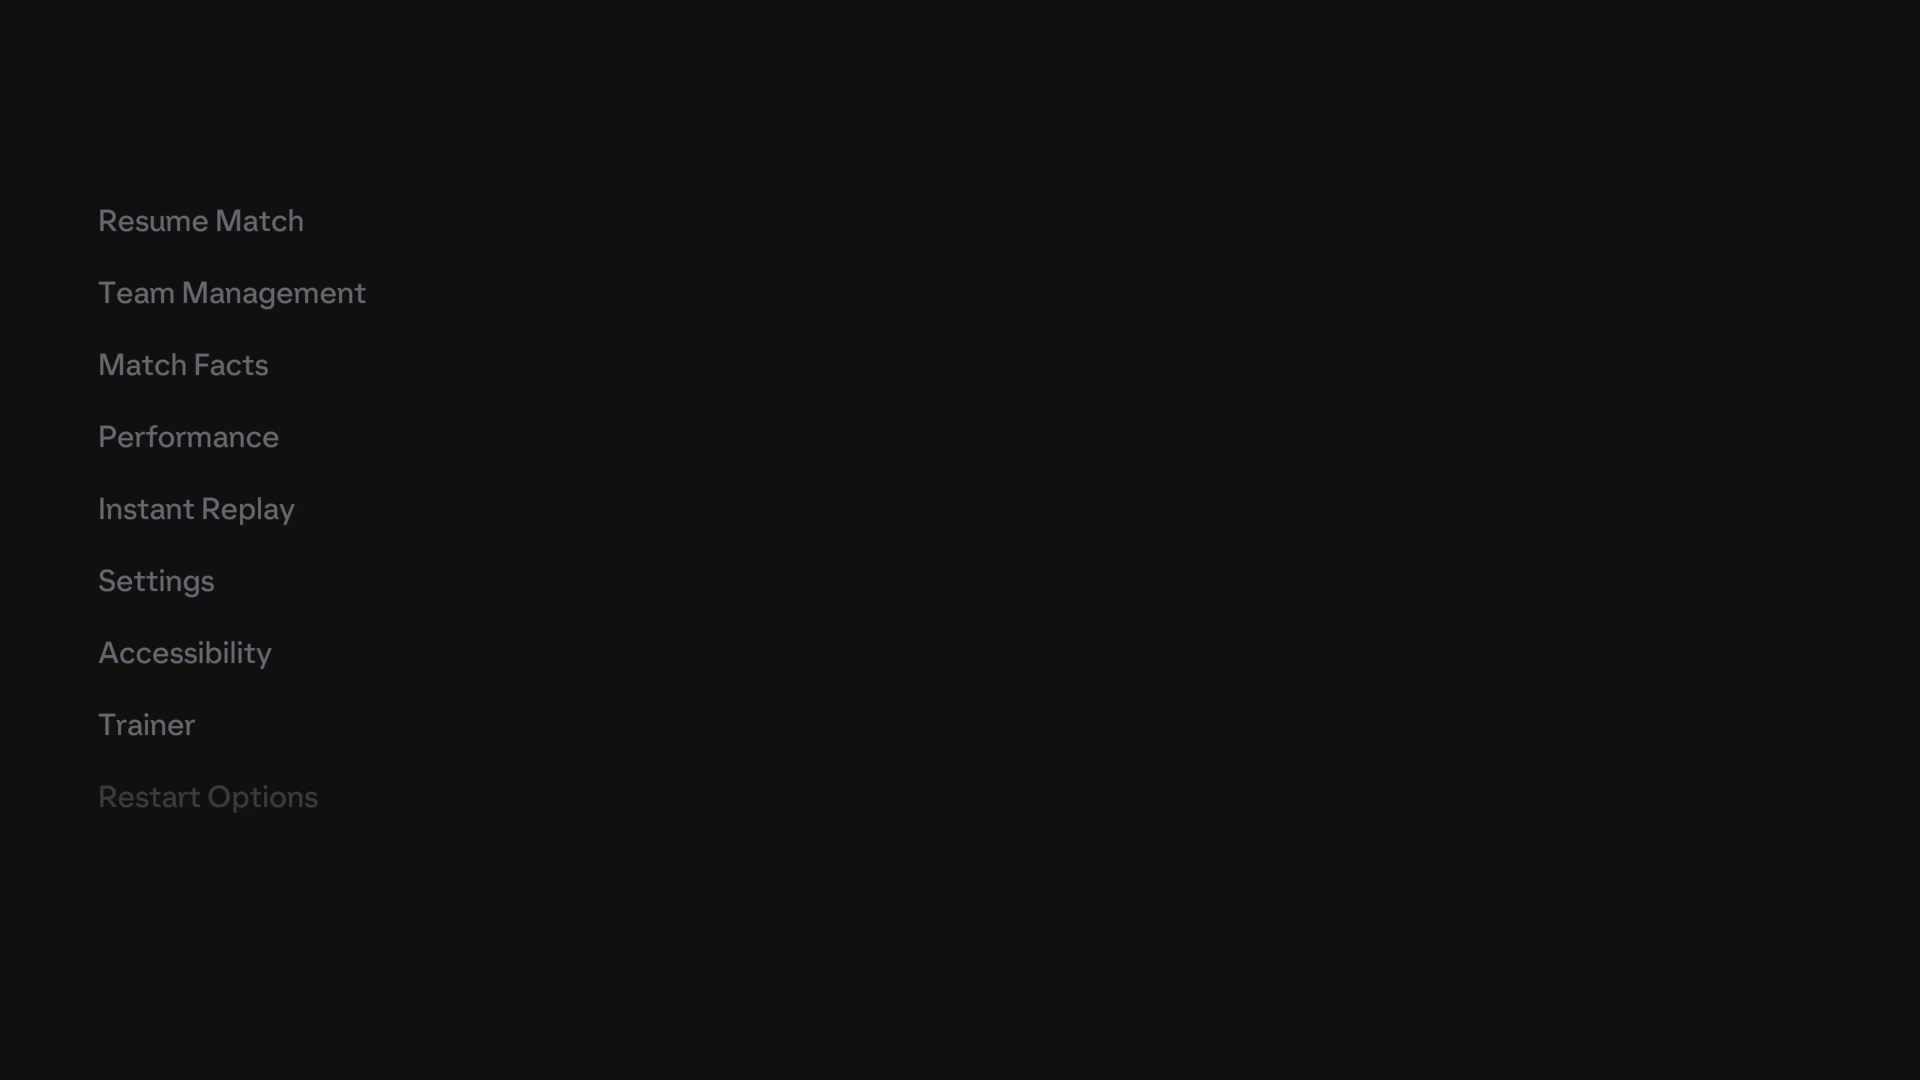 Resume Match
Team Management
Match Facts
Performance
Instant Replay
Settings
Accessibility
Trainer
Restart Options